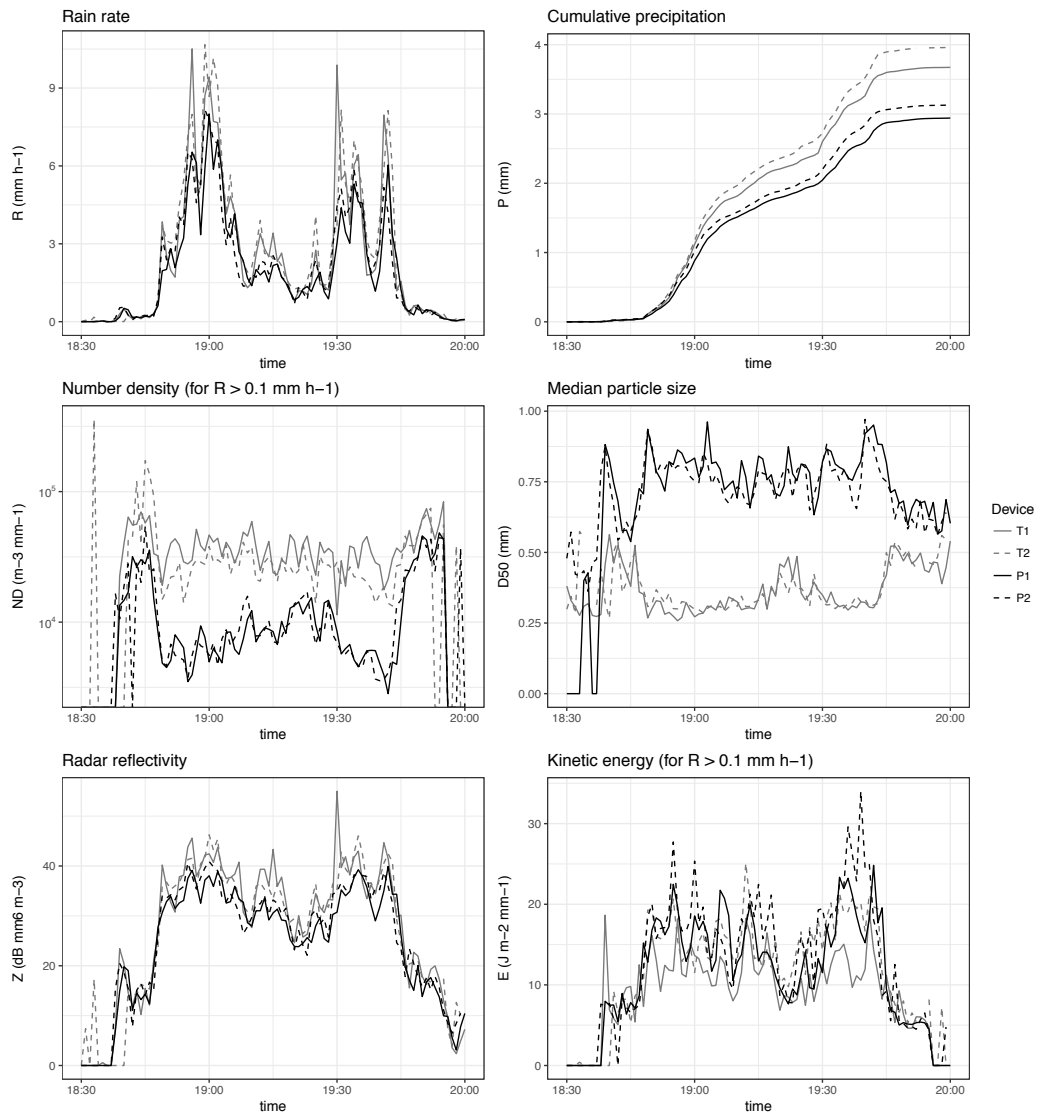 Rain rate
Cumulative precipitation
R (mm h−1)
9
6
3
0
18:30 19:00 19:30 20:00
time
P (mm)
4
3
2
1
0
18:30 19:00 19:30 20:00
time
Number density (for R > 0.1 mm h−1)
Median particle size
ND (m−3 mm−1)
10^5
10^4
18:30 19:00 19:30 20:00
time
D50 (mm)
1.00
0.75
0.50
0.25
0.00
18:30 19:00 19:30 20:00
time
Device
T1
T2
P1
P2
Radar reflectivity
Kinetic energy (for R > 0.1 mm h−1)
Z (dB mm6 m−3)
40
20
0
18:30 19:00 19:30 20:00
time
E (J m−2 mm−1)
30
20
10
0
18:30 19:00 19:30 20:00
time